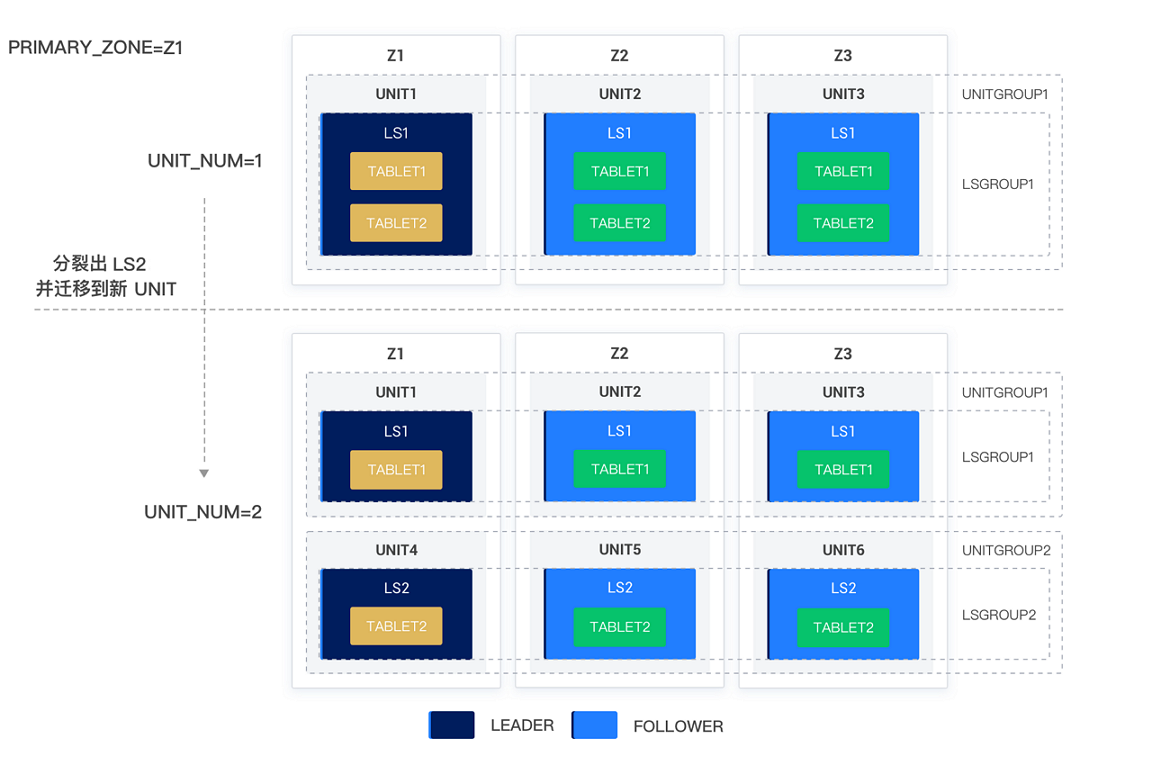 PRIMARY_ZONE=Z1
Z1
Z2
Z3
UNIT1
UNIT2
UNIT3
UNITGROUP1
LS1
LS1
LS1
UNIT_NUM=1
TABLET1
TABLET1
TABLET1
LSGROUP1
TABLET2
TABLET2
TABLET2
分裂出 LS2
并迁移到新 UNIT
Z1
Z2
Z3
UNIT1
UNIT2
UNIT3
UNITGROUP1
LS1
LS1
LS1
TABLET1
TABLET1
TABLET1
LSGROUP1
UNIT_NUM=2
UNIT4
UNIT5
UNIT6
UNITGROUP2
LS2
LS2
LS2
TABLET2
TABLET2
TABLET2
LSGROUP2
LEADER
FOLLOWER